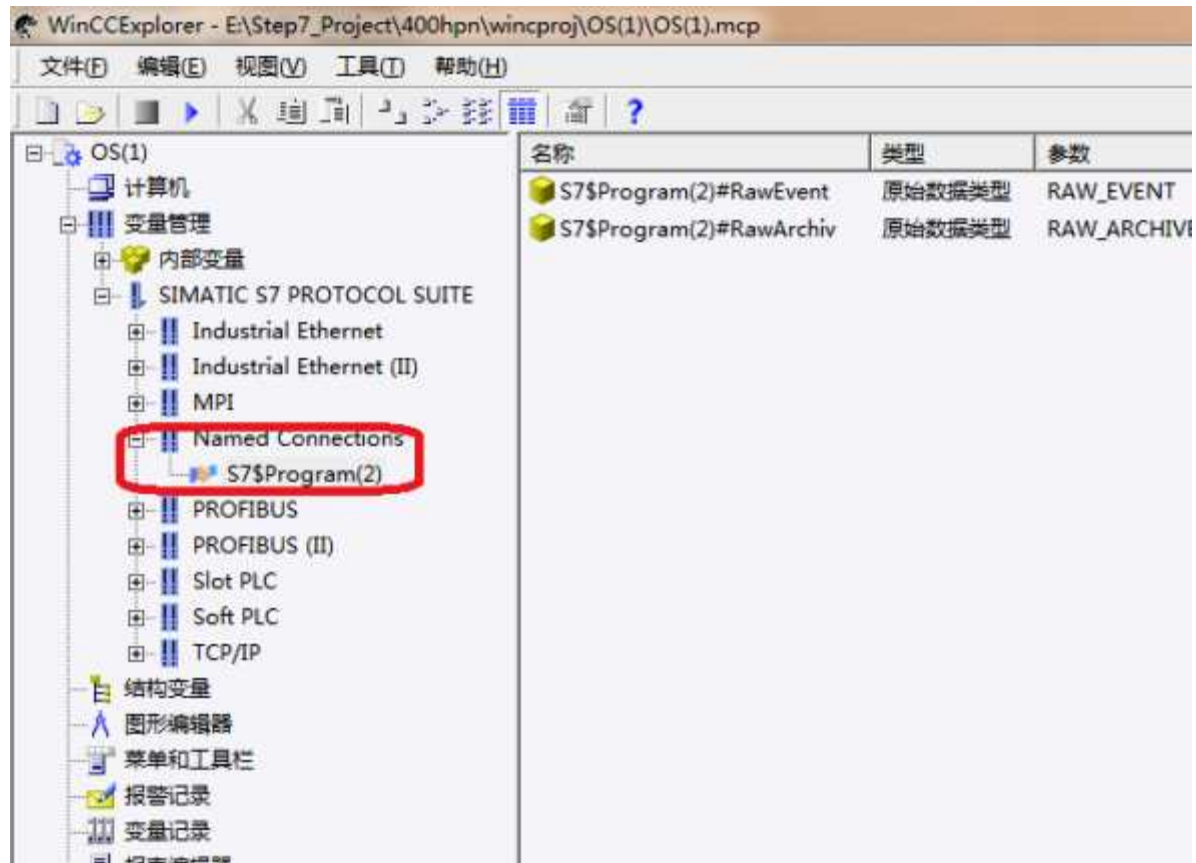 WinCCExplorer - E:\Step7_Project\400hpn\wincproj\OS(1)\OS(1).mcp
文件(F) 编辑(E) 视图(V) 工具(T) 帮助(H)
OS(1)
计算机
变量管理
内部变量
SIMATIC S7 PROTOCOL SUITE
Industrial Ethernet
Industrial Ethernet (II)
MPI
Named Connections
S7$Program(2)
PROFIBUS
PROFIBUS (II)
Slot PLC
Soft PLC
TCP/IP
结构变量
图形编辑器
菜单和工具栏
报警记录
变量记录
报表编辑器
名称 类型 参数
S7$Program(2)#RawEvent 原始数据类型 RAW_EVENT
S7$Program(2)#RawArchiv 原始数据类型 RAW_ARCHIVE